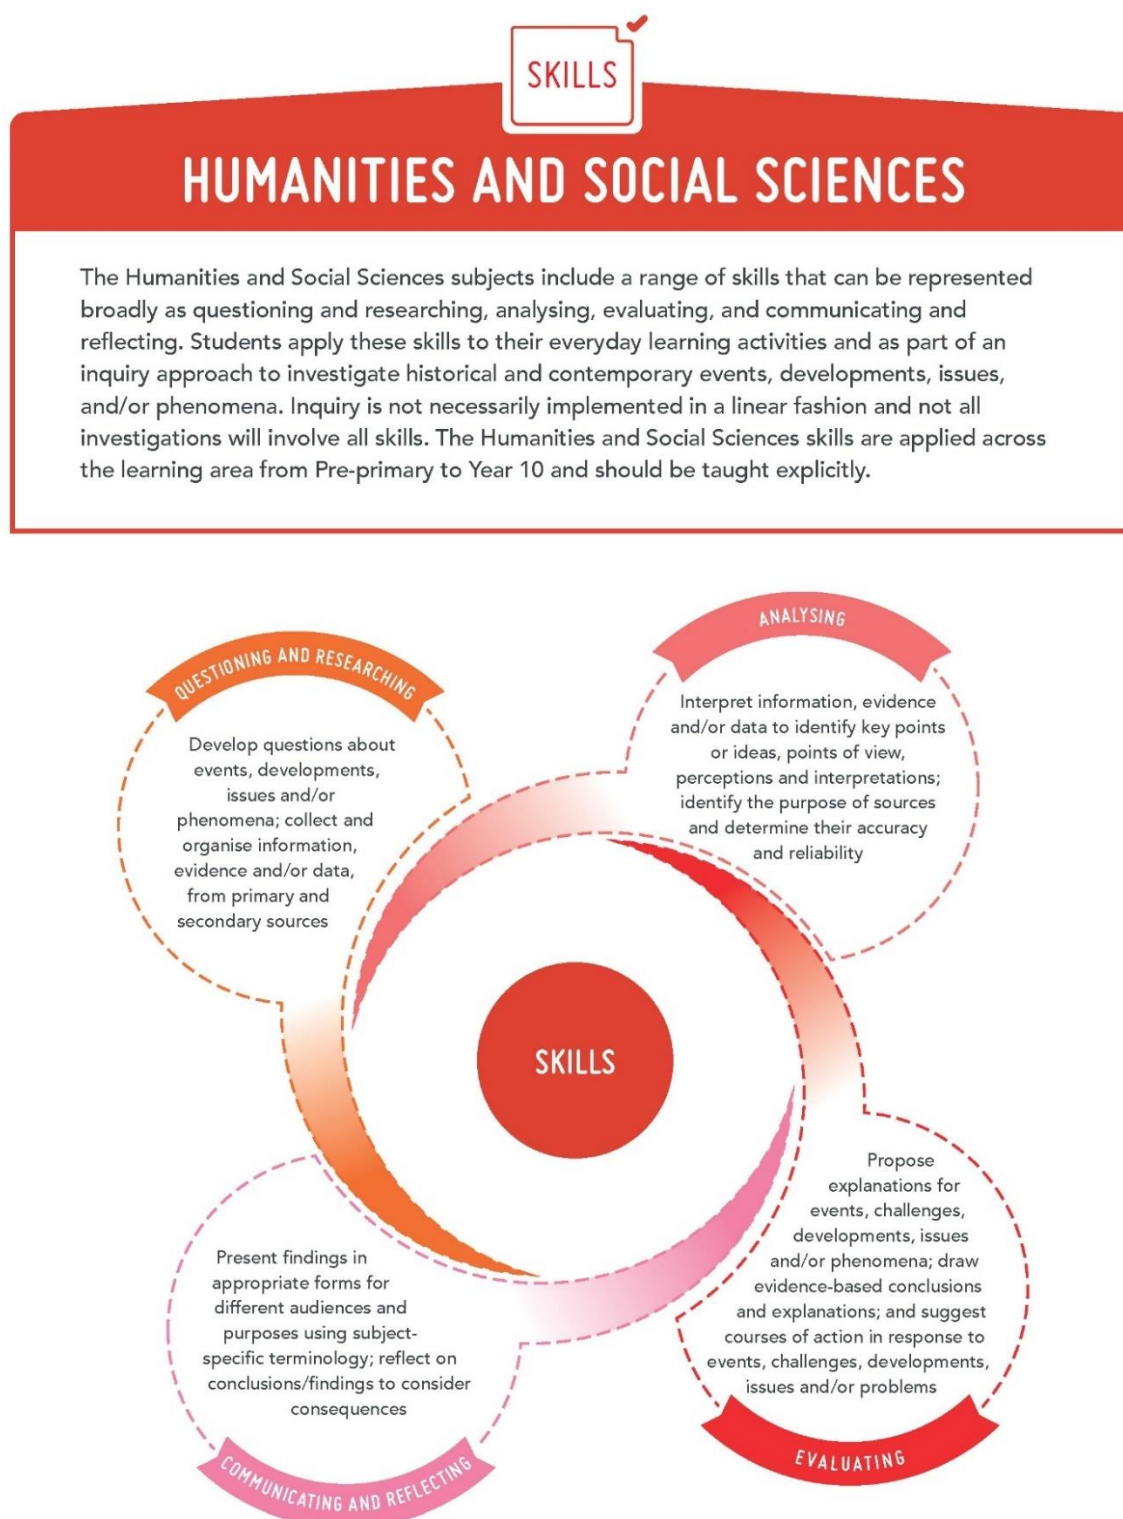 SKILLS
HUMANITIES AND SOCIAL SCIENCES
The Humanities and Social Sciences subjects include a range of skills that can be represented
broadly as questioning and researching, analysing, evaluating, and communicating and
reflecting. Students apply these skills to their everyday learning activities and as part of an
inquiry approach to investigate historical and contemporary events, developments, issues,
and/or phenomena. Inquiry is not necessarily implemented in a linear fashion and not all
investigations will involve all skills. The Humanities and Social Sciences skills are applied across
the learning area from Pre-primary to Year 10 and should be taught explicitly.
QUESTIONING AND RESEARCHING
Develop questions about
events, developments,
issues and/or
phenomena; collect and
organise information,
evidence and/or data,
from primary and
secondary sources
ANALYSING
Interpret information, evidence
and/or data to identify key points
or ideas, points of view,
perceptions and interpretations;
identify the purpose of sources
and determine their accuracy
and reliability
SKILLS
Propose
explanations for
events, challenges,
developments, issues
and/or phenomena; draw
evidence-based conclusions
and explanations; and suggest
courses of action in response to
events, challenges, developments,
issues and/or problems
EVALUATING
Present findings in
appropriate forms for
different audiences and
purposes using subject-
specific terminology; reflect on
conclusions/findings to consider
consequences
COMMUNICATING AND REFLECTING